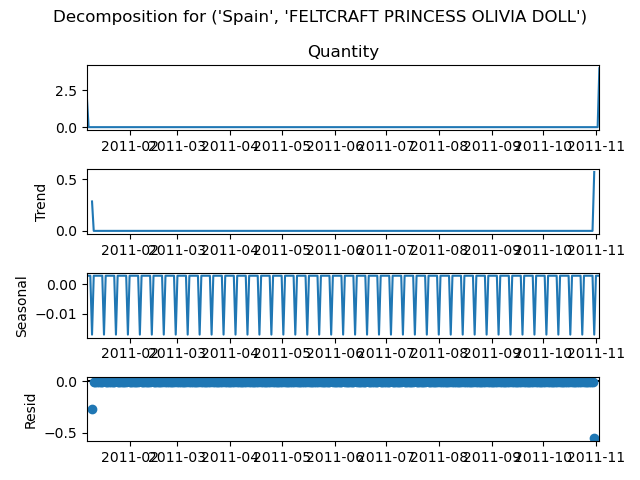 Decomposition for ('Spain', 'FELTCRAFT PRINCESS OLIVIA DOLL')
Quantity
2.5
0.0
2011-02 2011-03 2011-04 2011-05 2011-06 2011-07 2011-08 2011-09 2011-10 2011-11
Trend
0.5
0.0
2011-02 2011-03 2011-04 2011-05 2011-06 2011-07 2011-08 2011-09 2011-10 2011-11
Seasonal
0.00
−0.01
2011-02 2011-03 2011-04 2011-05 2011-06 2011-07 2011-08 2011-09 2011-10 2011-11
Resid
0.0
−0.5
2011-02 2011-03 2011-04 2011-05 2011-06 2011-07 2011-08 2011-09 2011-10 2011-11